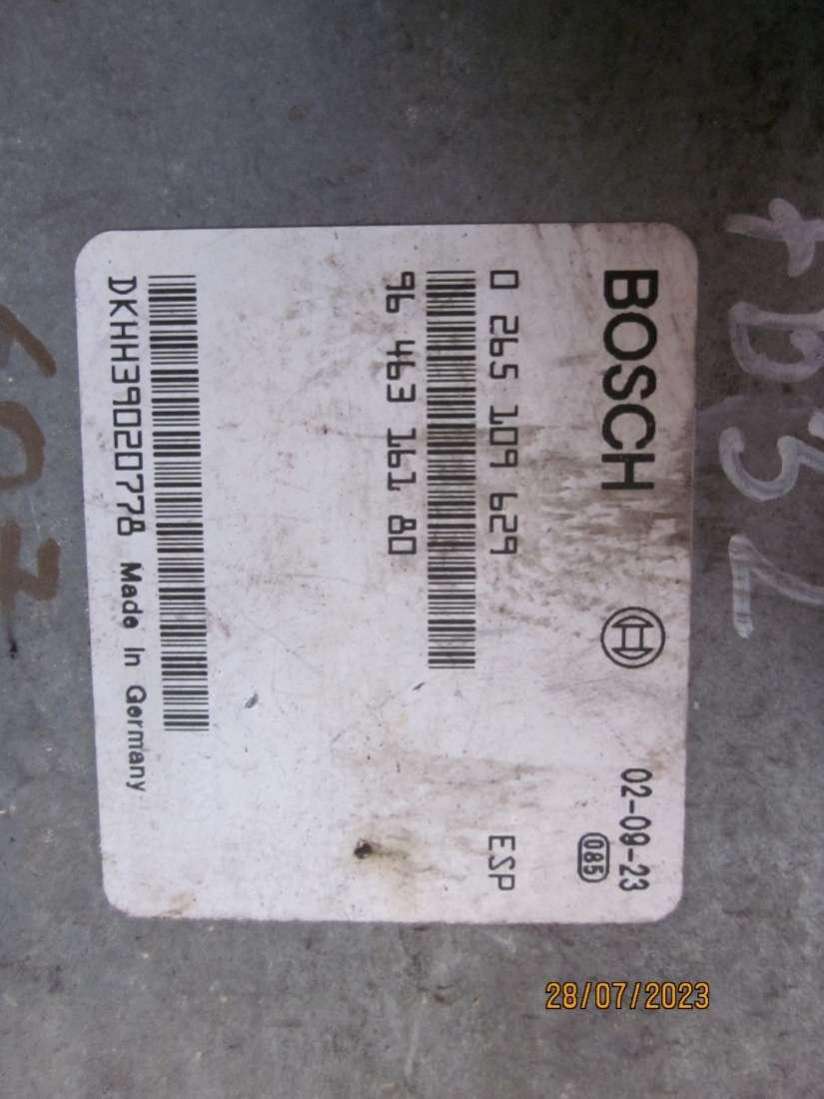 BOSCH
02-09-23
085
0 265 109 629
ESP
96 463 161 80
DKHH39020778 Made In Germany
607
28/07/2023